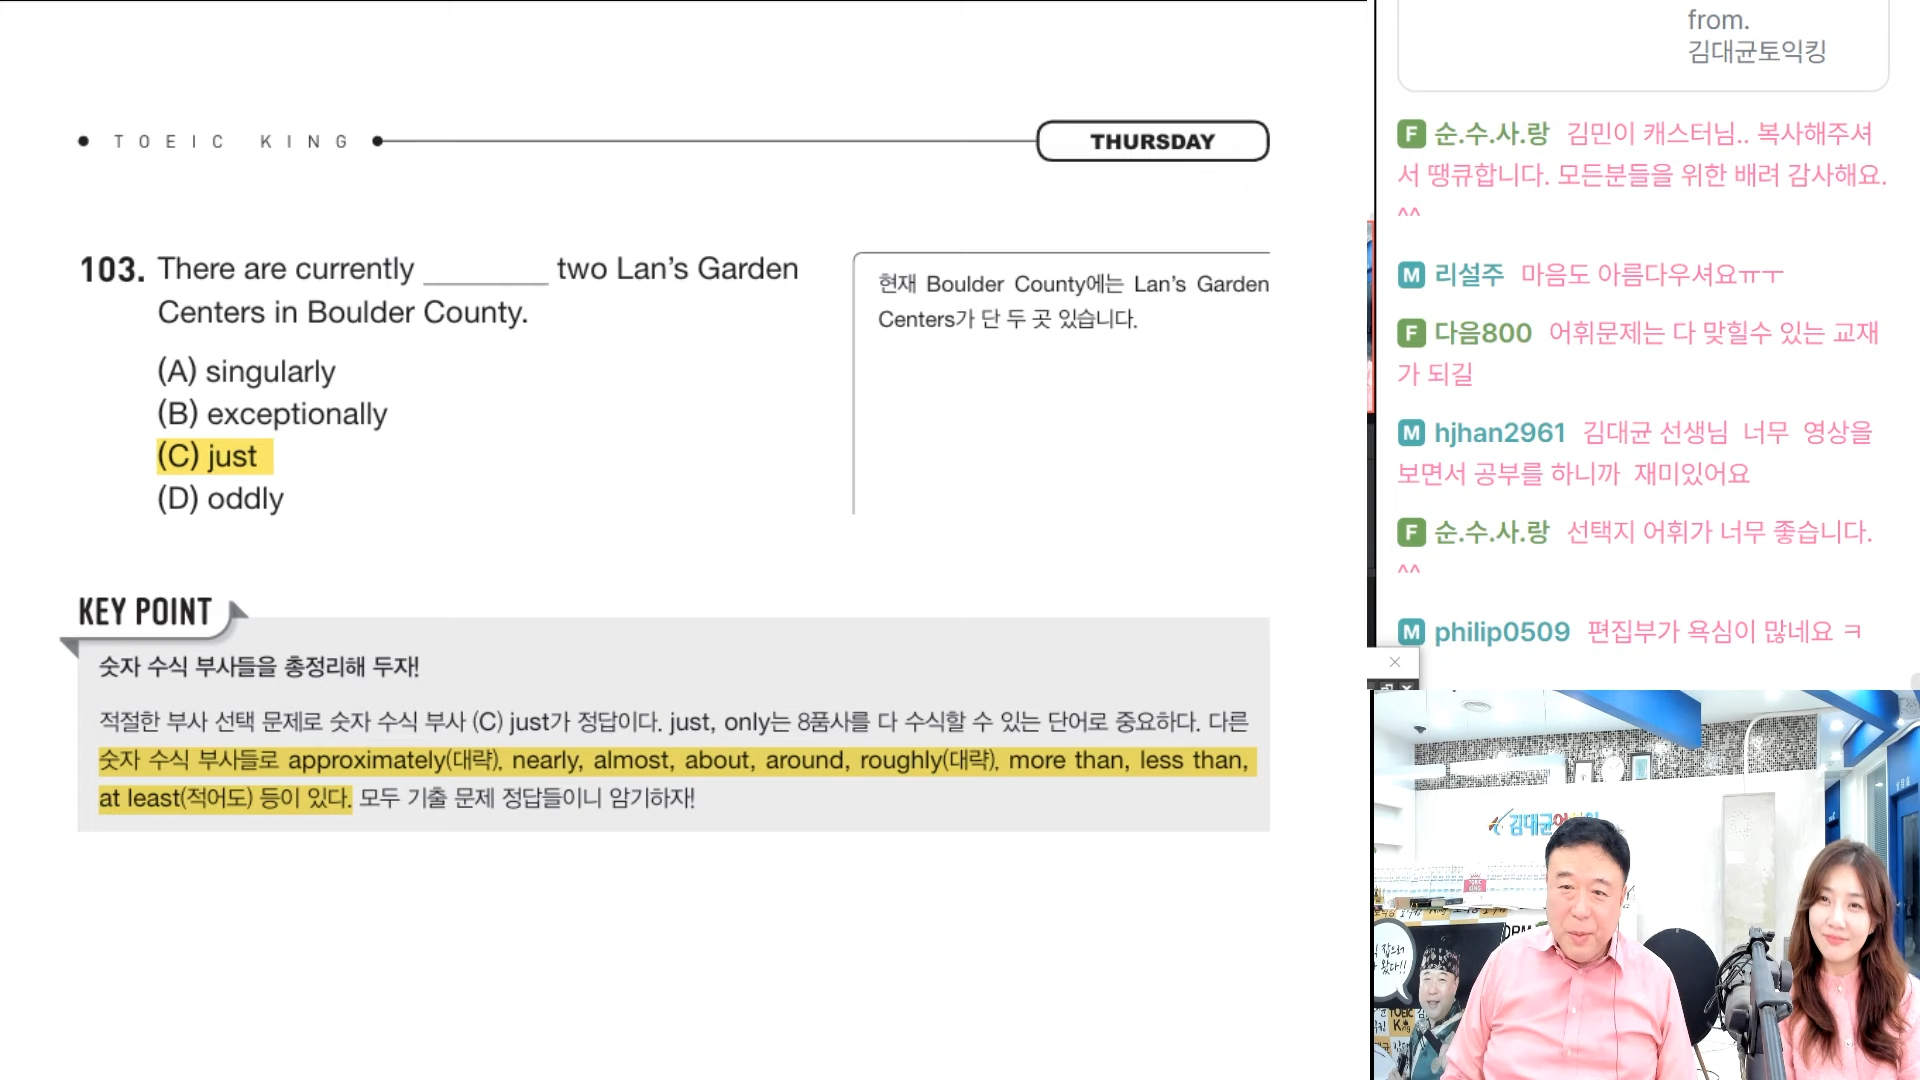 TOEIC KING
THURSDAY
103. There are currently ________ two Lan's Garden
Centers in Boulder County.
(A) singularly
(B) exceptionally
(C) just
(D) oddly
현재 Boulder County에는 Lan's Garden
Centers가 단 두 곳 있습니다.
KEY POINT
숫자 수식 부사들을 총정리해 두자!
적절한 부사 선택 문제로 숫자 수식 부사 (C) just가 정답이다. just, only는 8품사를 다 수식할 수 있는 단어로 중요하다. 다른
숫자 수식 부사들로 approximately(대략), nearly, almost, about, around, roughly(대략), more than, less than,
at least(적어도) 등이 있다. 모두 기출 문제 정답들이니 암기하자!
from.
김대균토익킹
F 순.수.사.랑 김민이 캐스터님.. 복사해주셔
서 땡큐합니다. 모든분들을 위한 배려 감사해요.
^^
M 리설주 마음도 아름다우셔요ㅠㅜ
F 다음800 어휘문제는 다 맞힐수 있는 교재
가 되길
M hjhan2961 김대균 선생님 너무 영상을
보면서 공부를 하니까 재미있어요
F 순.수.사.랑 선택지 어휘가 너무 좋습니다.
^^
M philip0509 편집부가 욕심이 많네요 ㅋ
김대균
TOEIC
KING